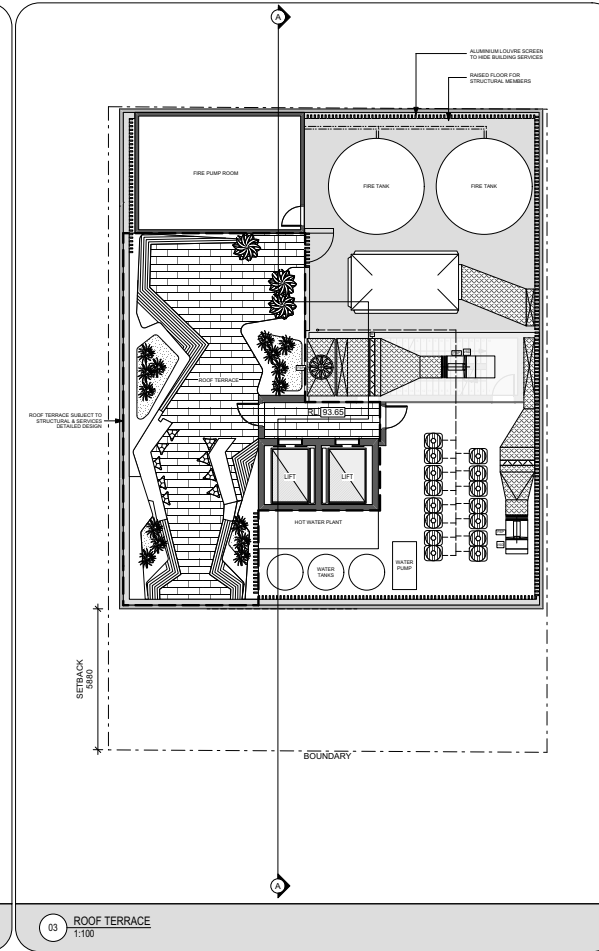 A
ALUMINIUM LOUVRE SCREEN
TO HIDE BUILDING SERVICES
RAISED FLOOR FOR
STRUCTURAL MEMBERS
FIRE PUMP ROOM
FIRE TANK
FIRE TANK
ROOF TERRACE
ROOF TERRACE SUBJECT TO
STRUCTURAL & SERVICES
DETAILED DESIGN
RL 93.65
LIFT
LIFT
HOT WATER PLANT
WATER
TANKS
WATER
PUMP
SETBACK
5880
BOUNDARY
A
03
ROOF TERRACE
1:100